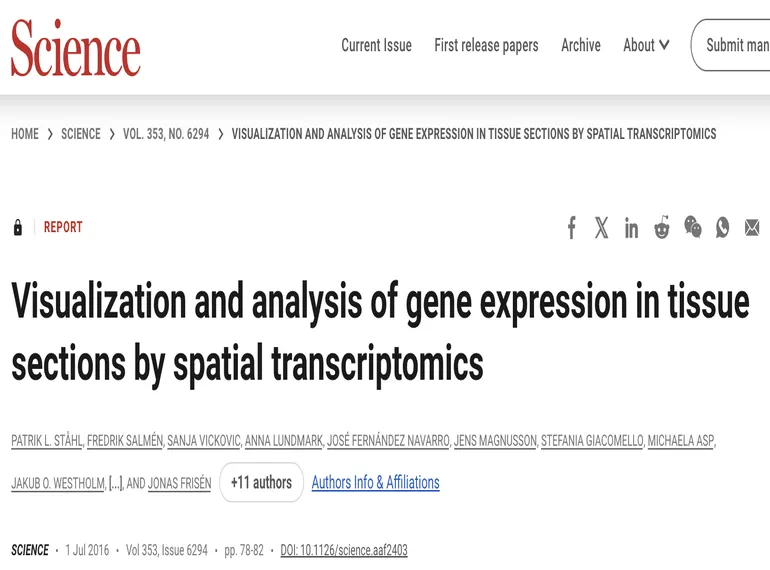 Science
Current Issue First release papers Archive About Submit man
HOME > SCIENCE > VOL. 353, NO. 6294 > VISUALIZATION AND ANALYSIS OF GENE EXPRESSION IN TISSUE SECTIONS BY SPATIAL TRANSCRIPTOMICS
REPORT
Visualization and analysis of gene expression in tissue
sections by spatial transcriptomics
PATRIK L. STÅHL, FREDRIK SALMÉN, SANJA VICKOVIC, ANNA LUNDMARK, JOSÉ FERNÁNDEZ NAVARRO, JENS MAGNUSSON, STEFANIA GIACOMELLO, MICHAELA ASP,
JAKUB O. WESTHOLM, [...], AND JONAS FRISÉN +11 authors Authors Info & Affiliations
SCIENCE • 1 Jul 2016 • Vol 353, Issue 6294 • pp. 78-82 • DOI: 10.1126/science.aaf2403